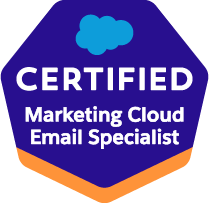 CERTIFIED
Marketing Cloud
Email Specialist